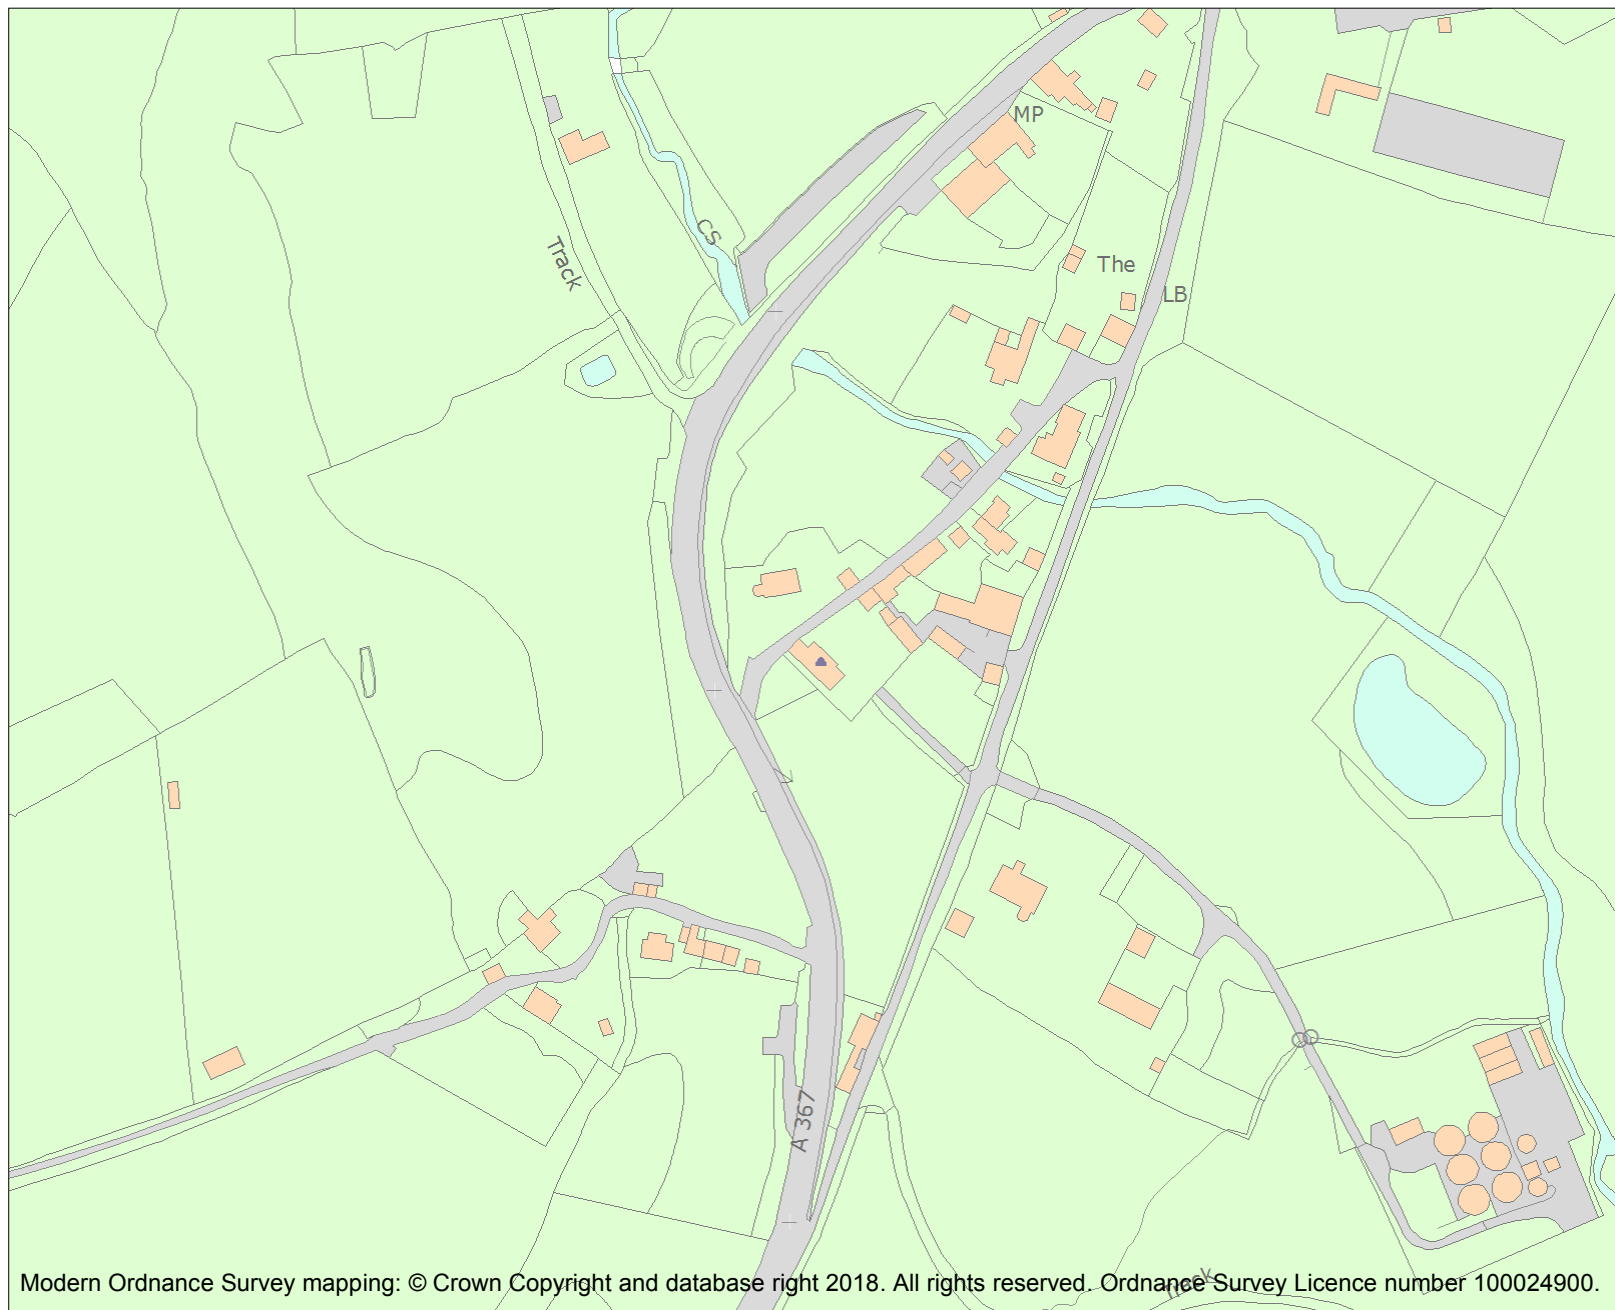 MP
CS
Track
The
LB
A 367
Track
Modern Ordnance Survey mapping: © Crown Copyright and database right 2018. All rights reserved. Ordnance Survey Licence number 100024900.